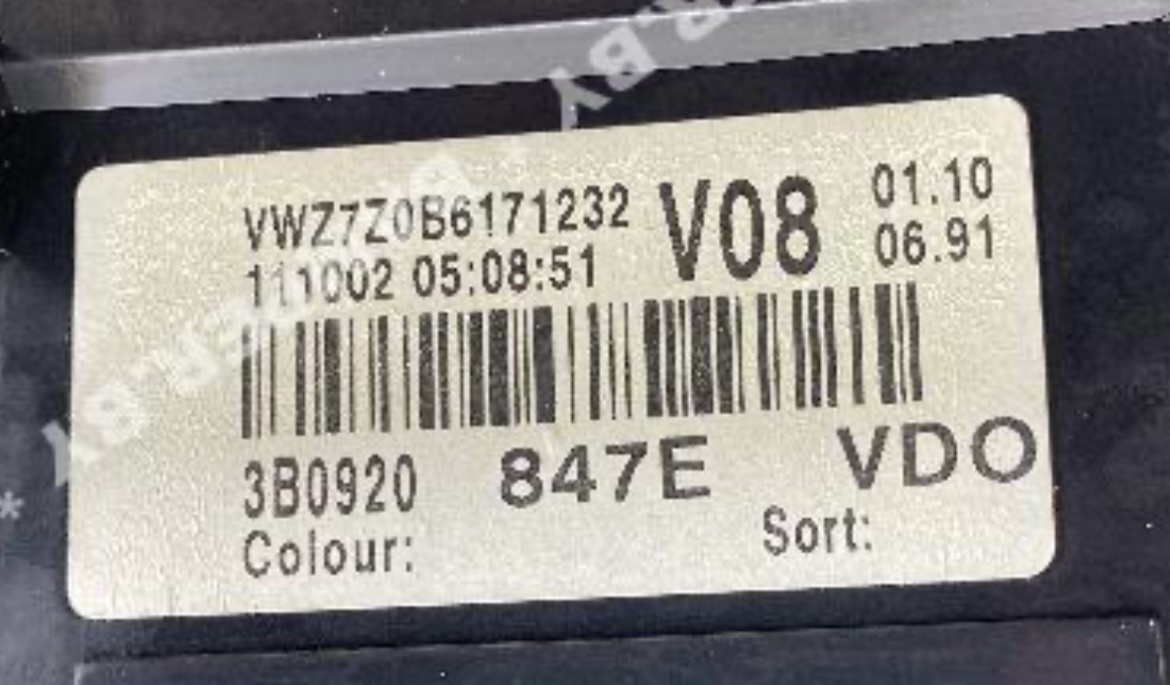 VWZ7Z0B6171232 V08 01.10
111002 05:08:51 06.91
3B0920 847E VDO
Colour: Sort: